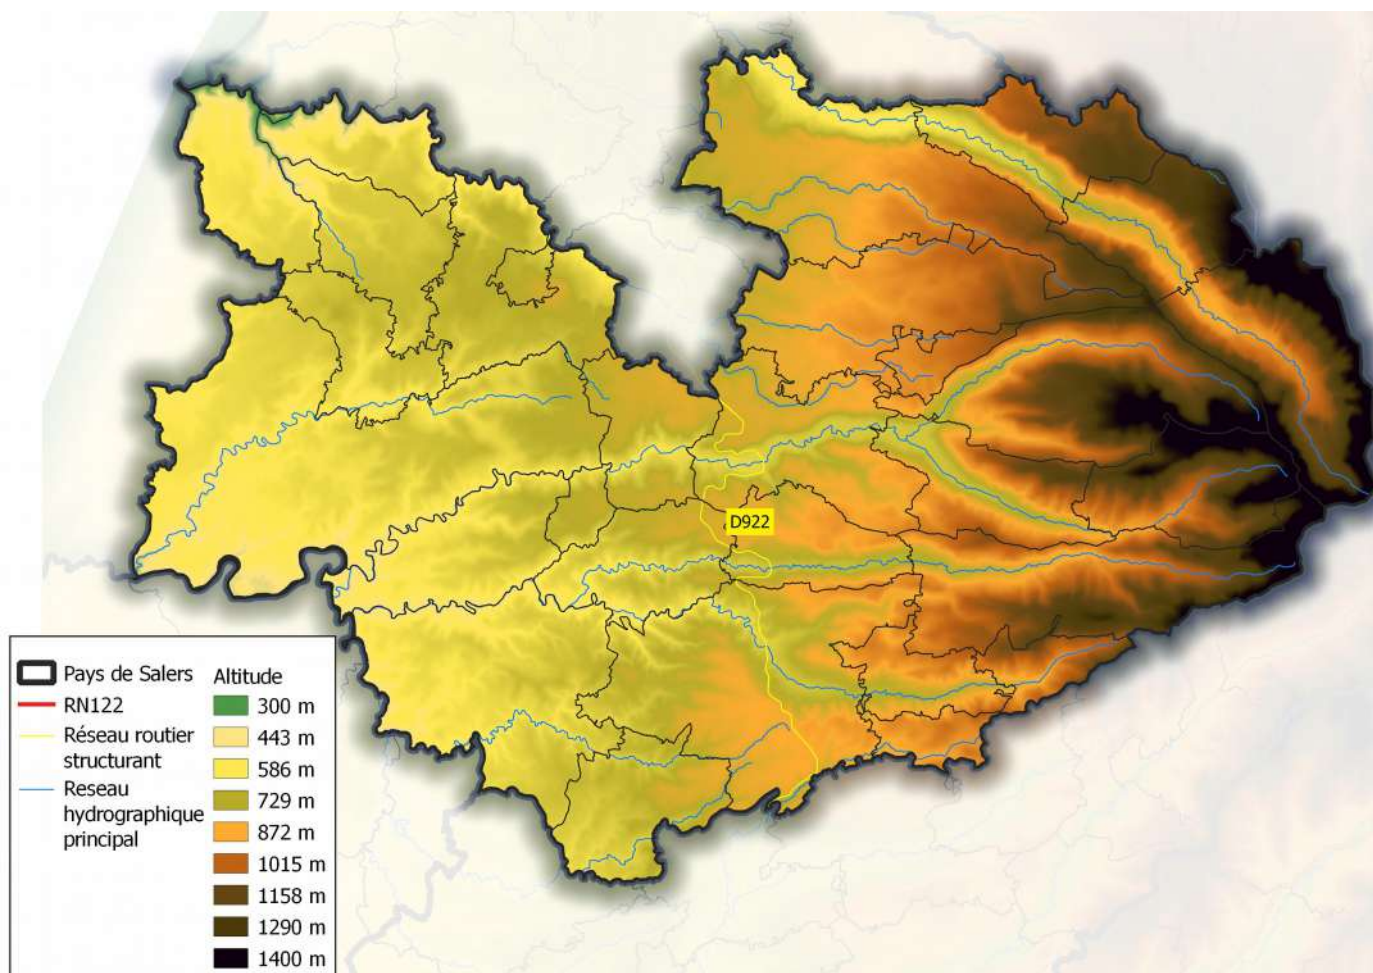 D922
Pays de Salers
RN122
Réseau routier
structurant
Reseau
hydrographique
principal
Altitude
300 m
443 m
586 m
729 m
872 m
1015 m
1158 m
1290 m
1400 m